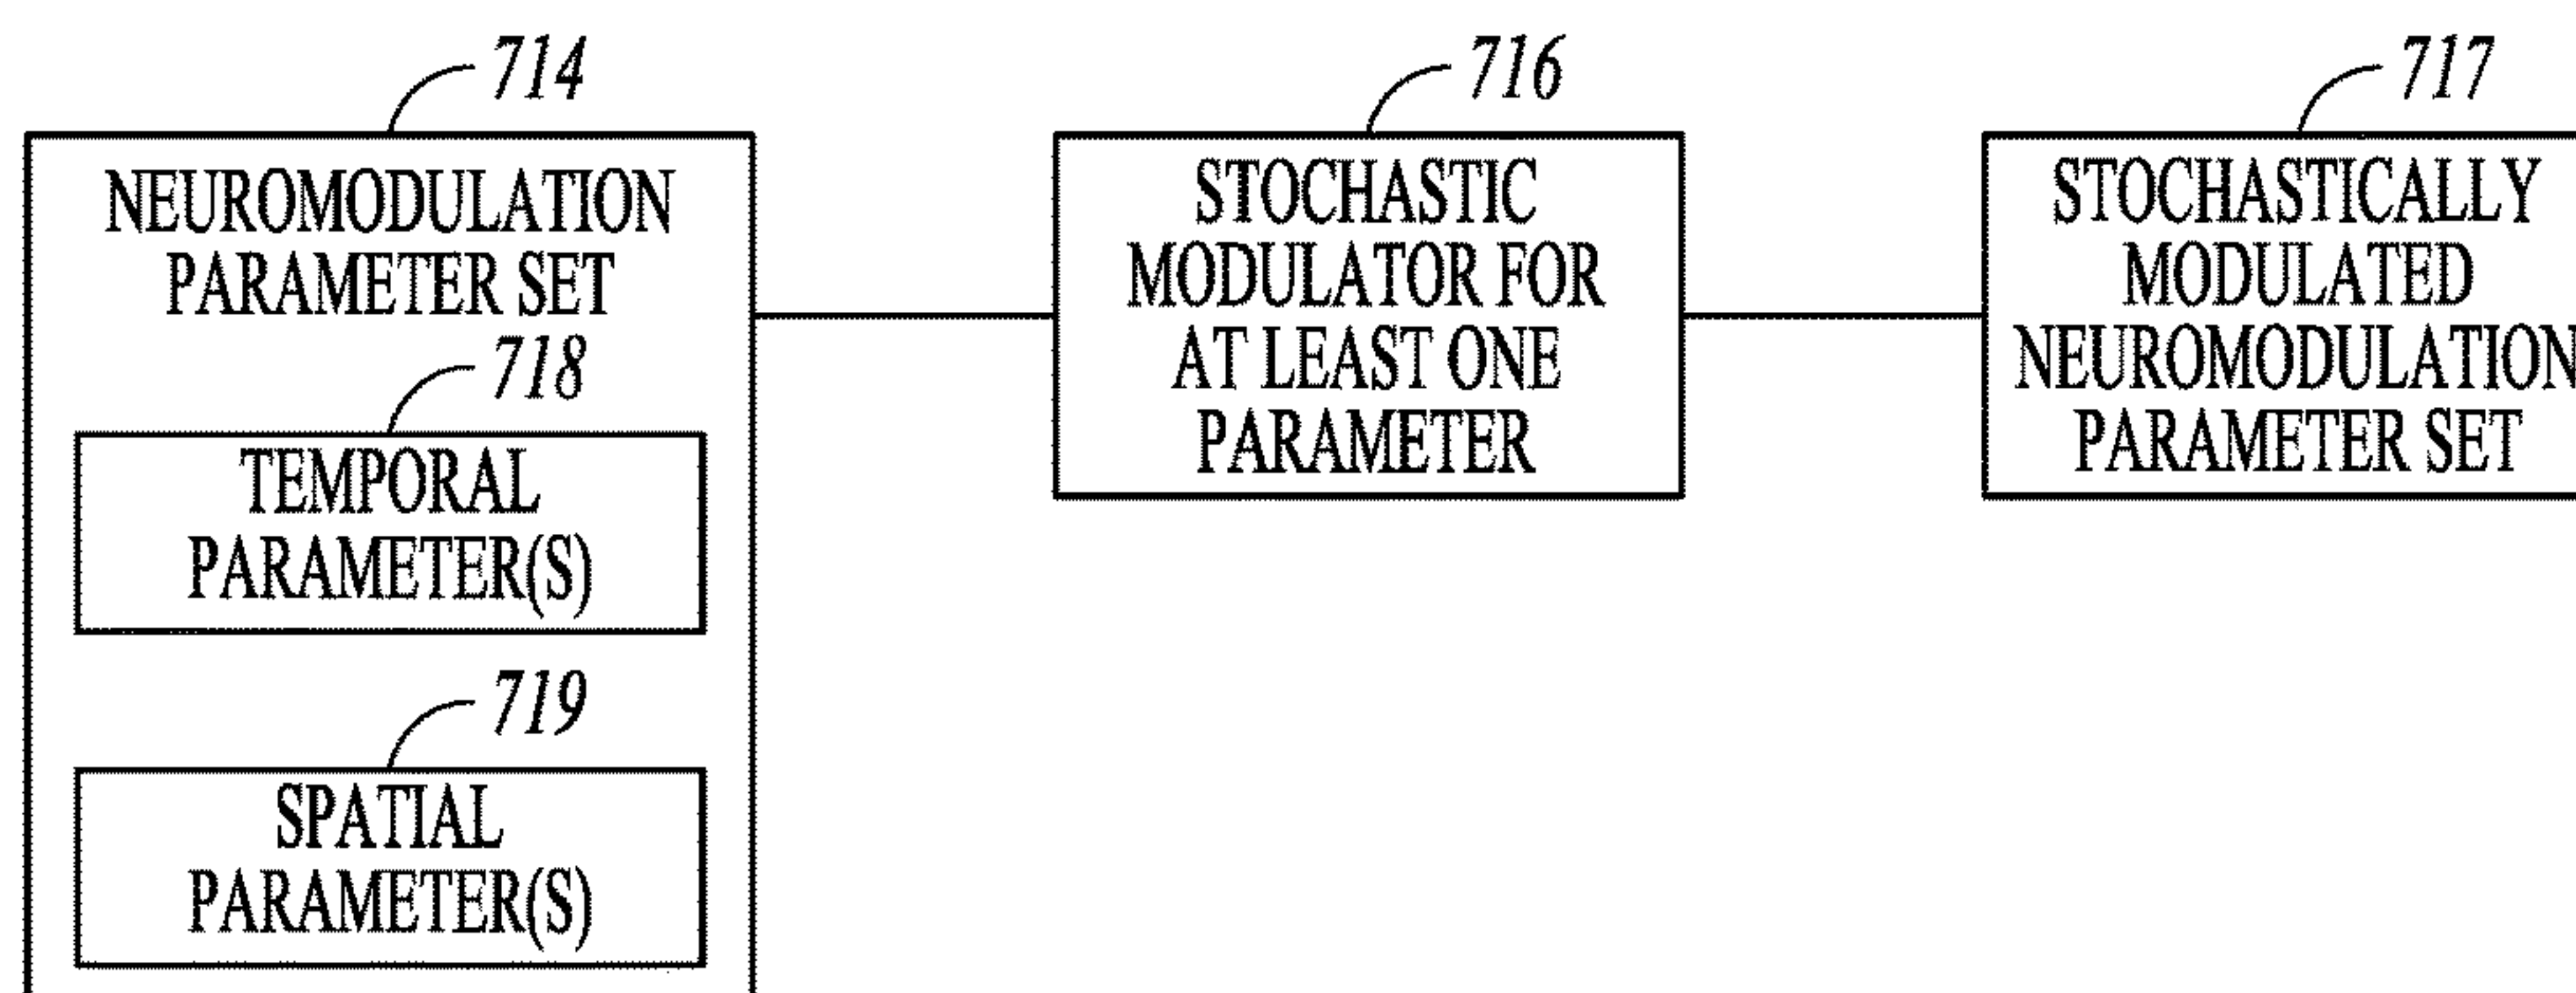 714
NEUROMODULATION
PARAMETER SET
718
TEMPORAL
PARAMETER(S)
719
SPATIAL
PARAMETER(S)
716
STOCHASTIC
MODULATOR FOR
AT LEAST ONE
PARAMETER
717
STOCHASTICALLY
MODULATED
NEUROMODULATION
PARAMETER SET